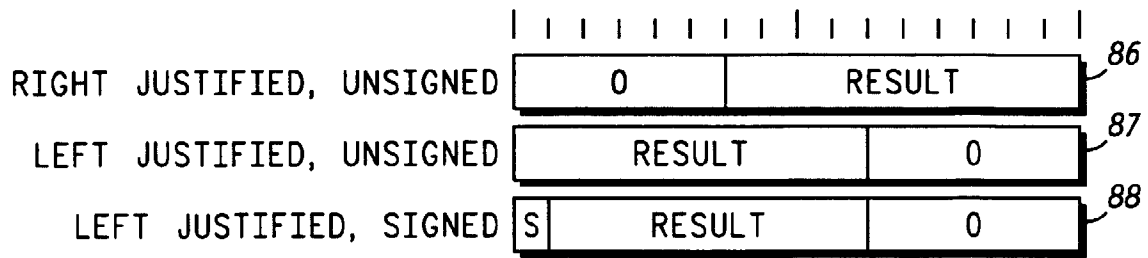 RIGHT JUSTIFIED, UNSIGNED 0 RESULT 86
LEFT JUSTIFIED, UNSIGNED RESULT 0 87
LEFT JUSTIFIED, SIGNED S RESULT 0 88